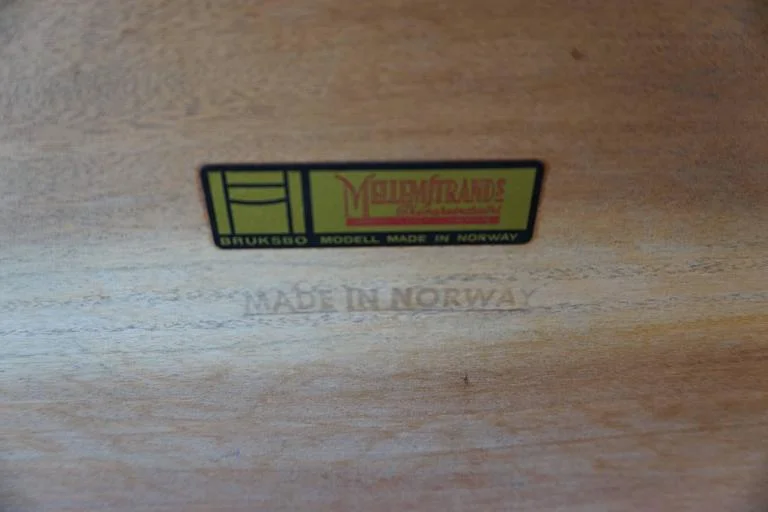 MELLEMSTRANDS
BRUKSBO MODELL MADE IN NORWAY
MADE IN NORWAY